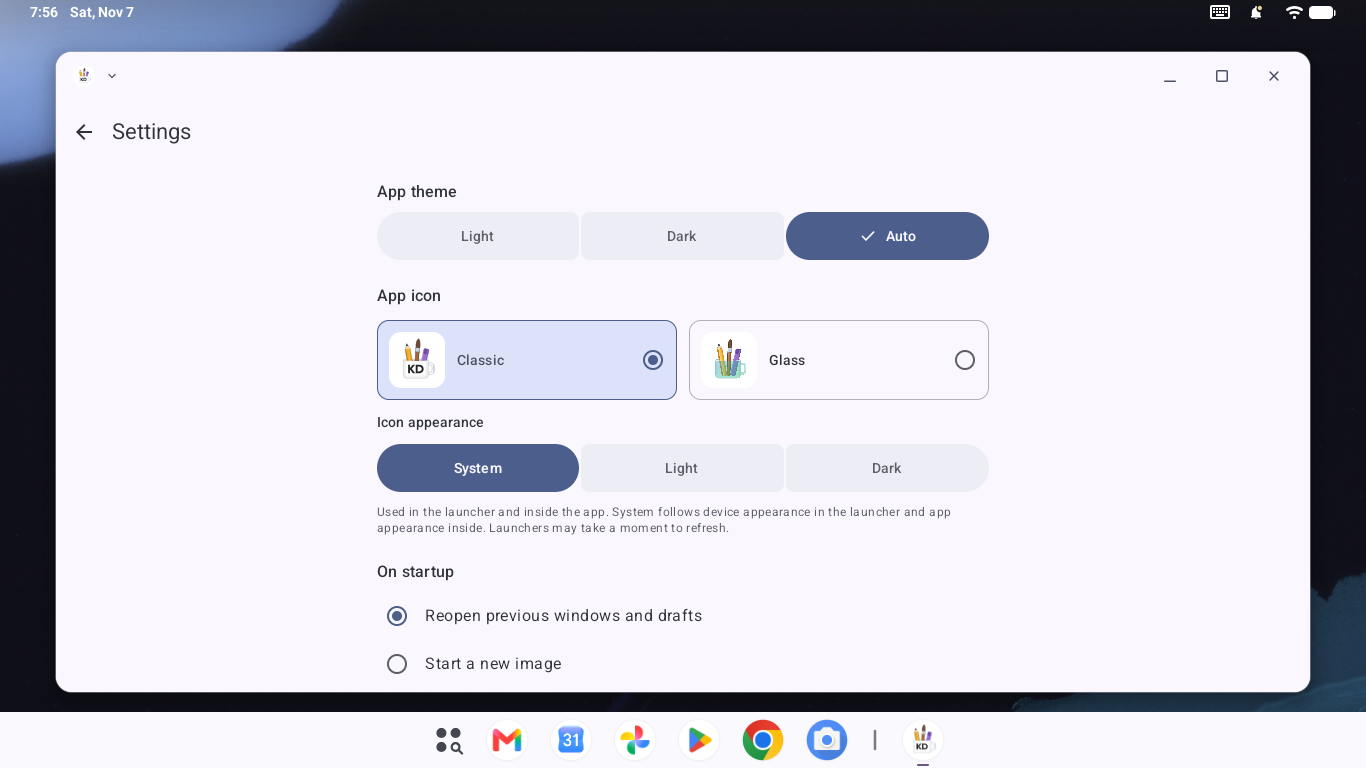 7:56 Sat, Nov 7
KD
Settings
App theme
Light
Dark
Auto
App icon
KD
Classic
Glass
Icon appearance
System
Light
Dark
Used in the launcher and inside the app. System follows device appearance in the launcher and app
appearance inside. Launchers may take a moment to refresh.
On startup
Reopen previous windows and drafts
Start a new image
31
KD